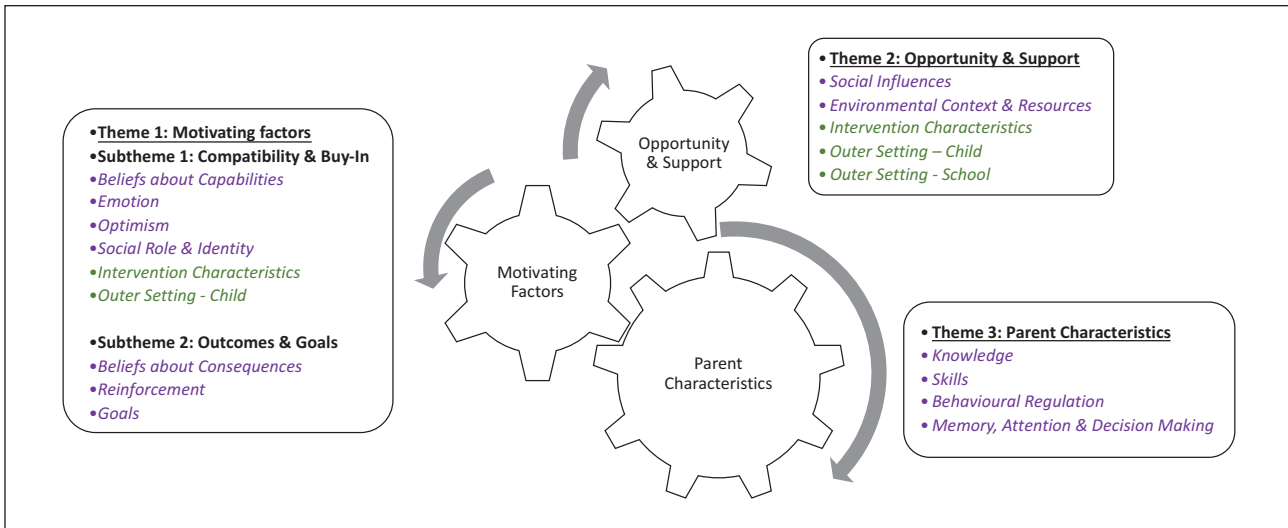 •Theme 1: Motivating factors
•Subtheme 1: Compatibility & Buy-In
•Beliefs about Capabilities
•Emotion
•Optimism
•Social Role & Identity
•Intervention Characteristics
•Outer Setting - Child
•Subtheme 2: Outcomes & Goals
•Beliefs about Consequences
•Reinforcement
•Goals
Opportunity
& Support
Motivating
Factors
Parent
Characteristics
• Theme 2: Opportunity & Support
• Social Influences
• Environmental Context & Resources
• Intervention Characteristics
• Outer Setting – Child
• Outer Setting - School
• Theme 3: Parent Characteristics
• Knowledge
• Skills
• Behavioural Regulation
• Memory, Attention & Decision Making